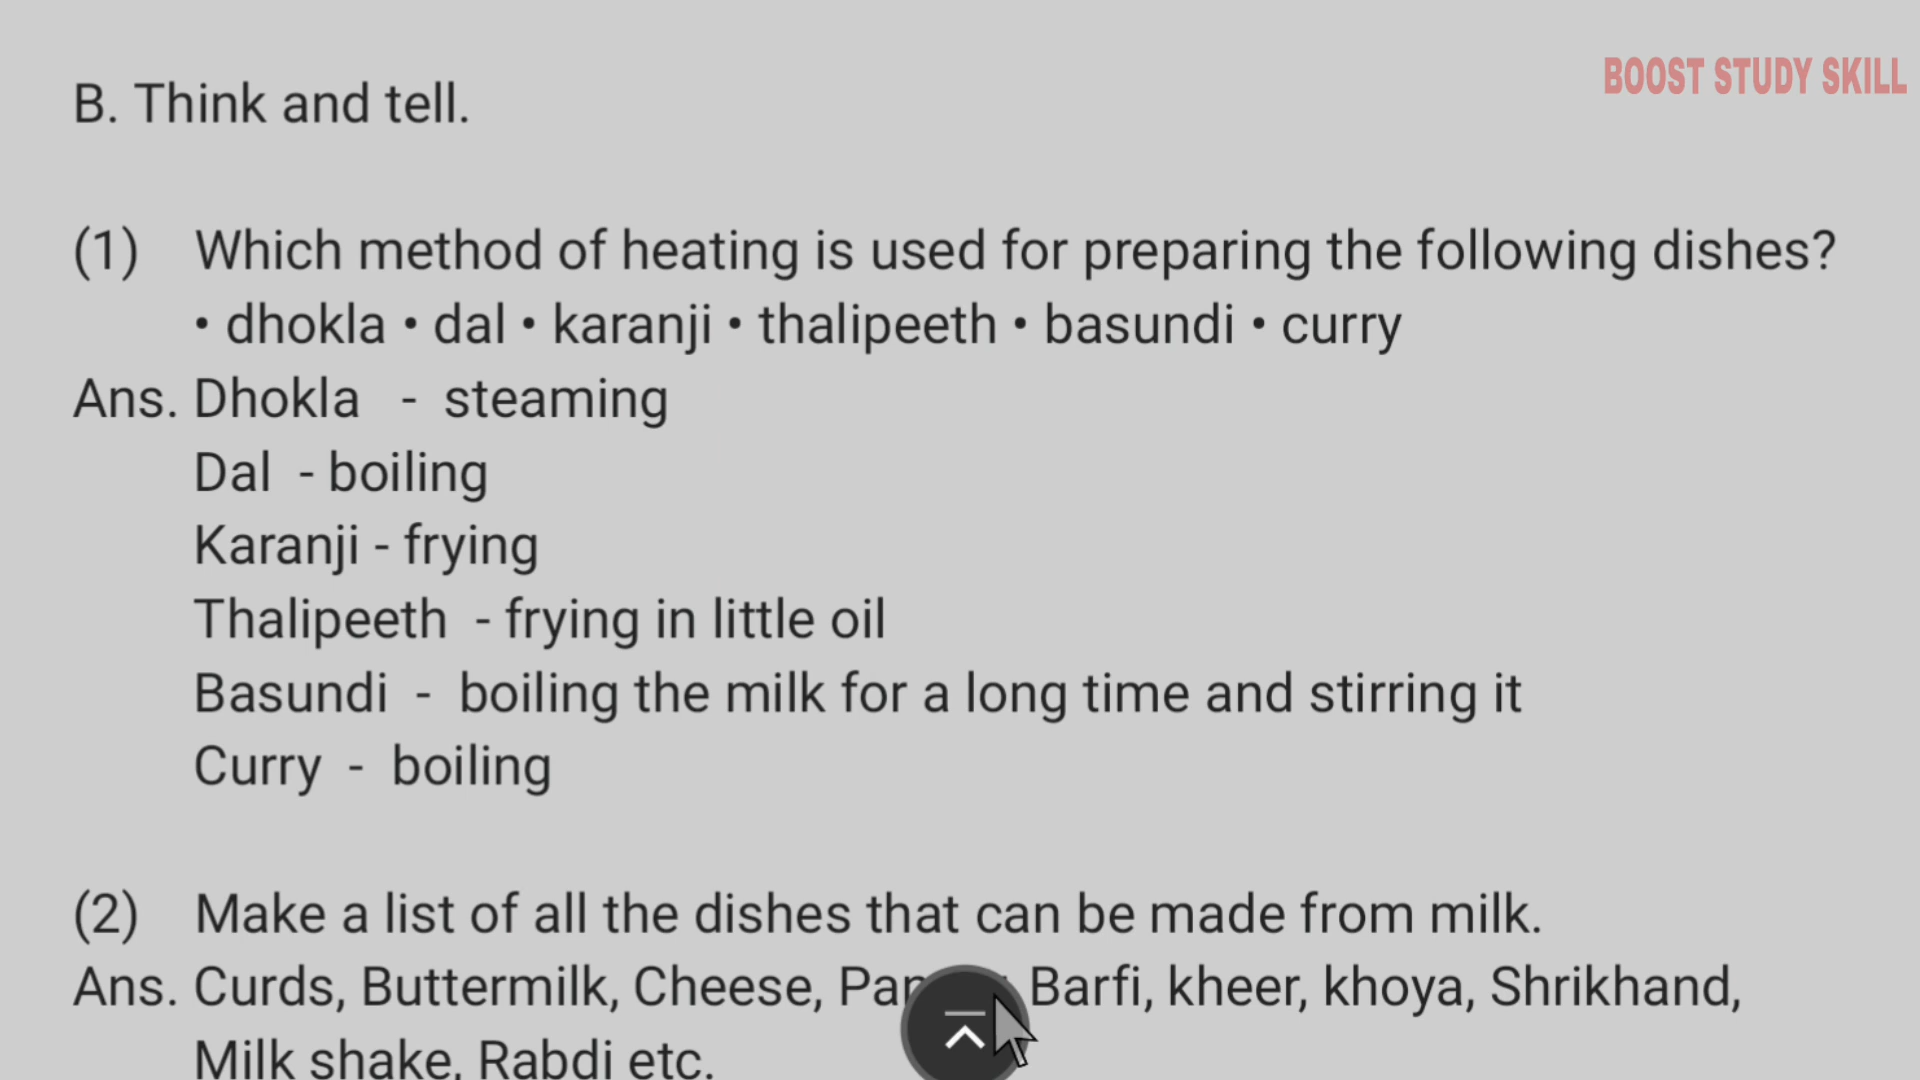 BOOST STUDY SKILL
B. Think and tell.
(1) Which method of heating is used for preparing the following dishes?
• dhokla • dal • karanji • thalipeeth • basundi • curry
Ans. Dhokla - steaming
Dal - boiling
Karanji - frying
Thalipeeth - frying in little oil
Basundi - boiling the milk for a long time and stirring it
Curry - boiling
(2) Make a list of all the dishes that can be made from milk.
Ans. Curds, Buttermilk, Cheese, Barfi, kheer, khoya, Shrikhand,
Milk shake, Rabdi etc.